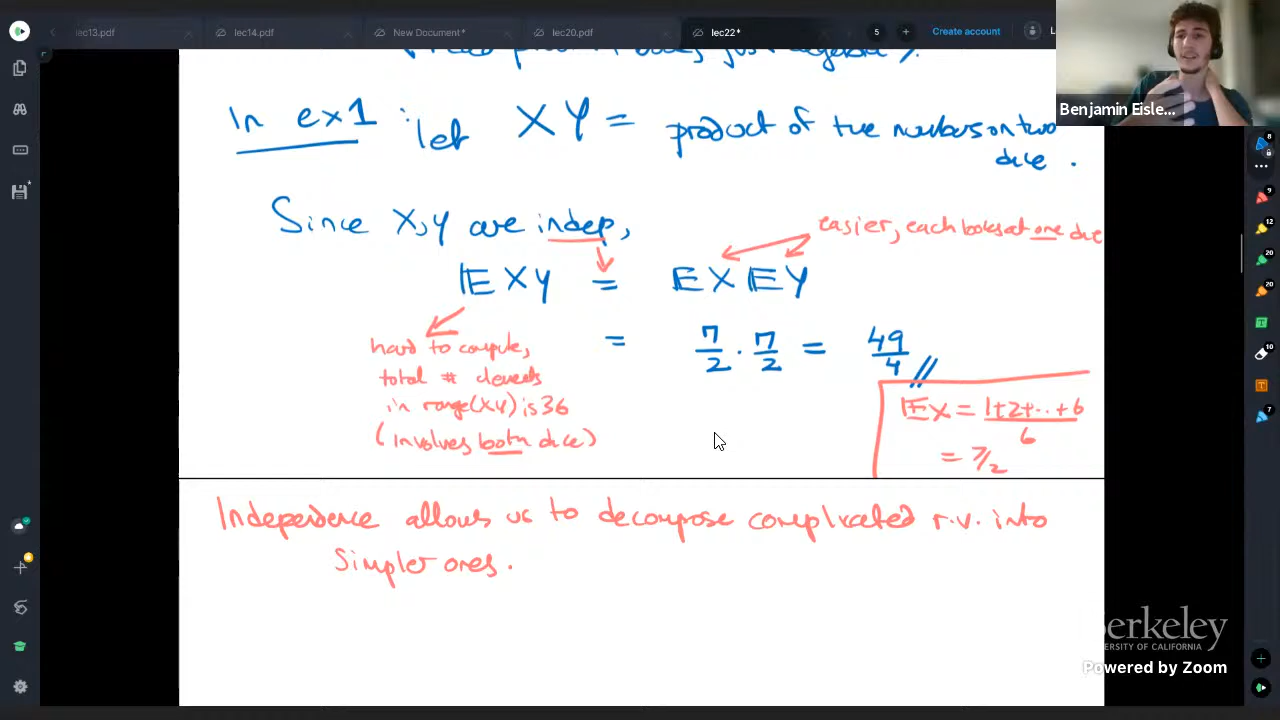 lec13.pdf
lec14.pdf
New Document*
lec20.pdf
lec22*
5
Create account
Benjamin Eisle...
In ex1 : let XY = product of the numbers on two
dice .
Since X,Y are indep,
easier, each looks at one dice
E X Y = E X E Y
= 7/2 . 7/2 = 49/4 //
hard to compute,
total # elements
in range(XY) is 36
(involves both dice)
E X = 1+2+...+6 / 6
= 7/2
Independence allows us to decompose complicated r.v. into
simpler ones .
Berkeley
UNIVERSITY OF CALIFORNIA
Powered by Zoom